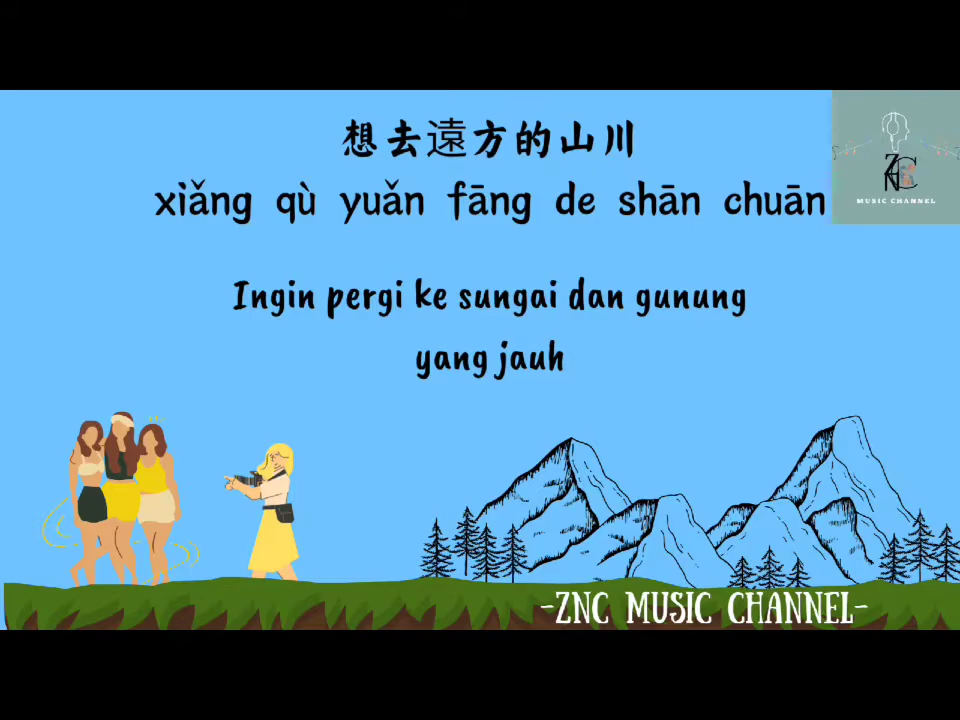 想去遠方的山川
xiǎng qù yuǎn fāng de shān chuān
Ingin pergi ke sungai dan gunung
yang jauh
ZNC
MUSIC CHANNEL
-ZNC MUSIC CHANNEL-